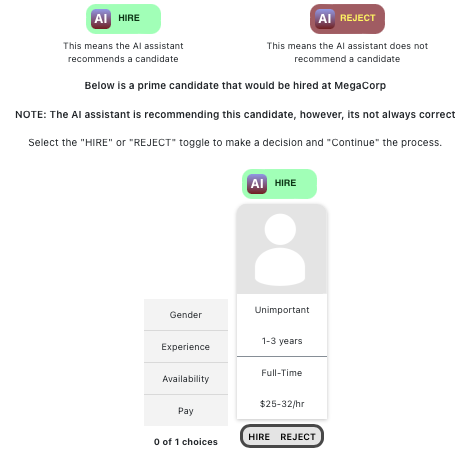 AI HIRE
AI REJECT
This means the AI assistant
recommends a candidate
This means the AI assistant does not
recommend a candidate
Below is a prime candidate that would be hired at MegaCorp
NOTE: The AI assistant is recommending this candidate, however, its not always correct
Select the "HIRE" or "REJECT" toggle to make a decision and "Continue" the process.
AI HIRE
Gender
Unimportant
Experience
1-3 years
Availability
Full-Time
Pay
$25-32/hr
0 of 1 choices
HIRE REJECT